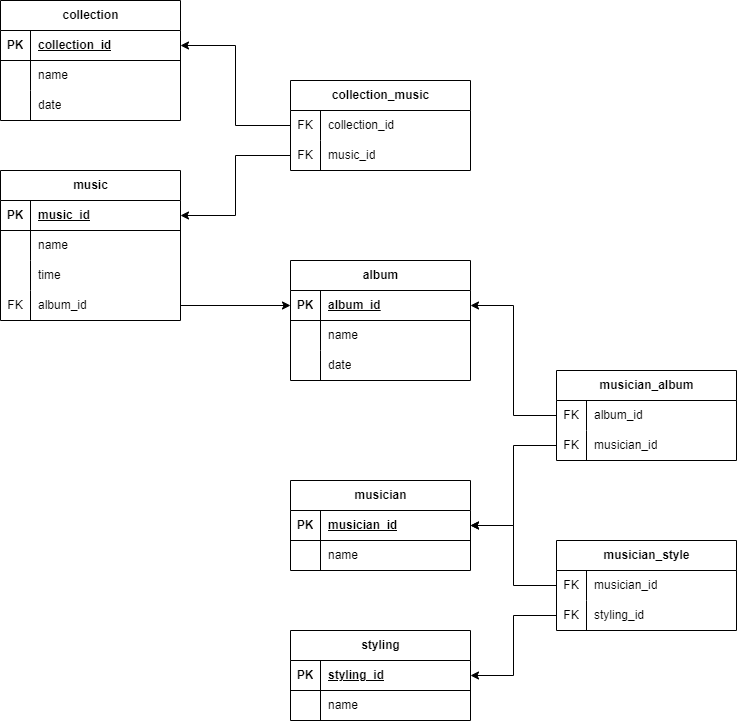 collection
PK collection_id
name
date
collection_music
FK collection_id
FK music_id
music
PK music_id
name
time
FK album_id
album
PK album_id
name
date
musician_album
FK album_id
FK musician_id
musician
PK musician_id
name
musician_style
FK musician_id
FK styling_id
styling
PK styling_id
name